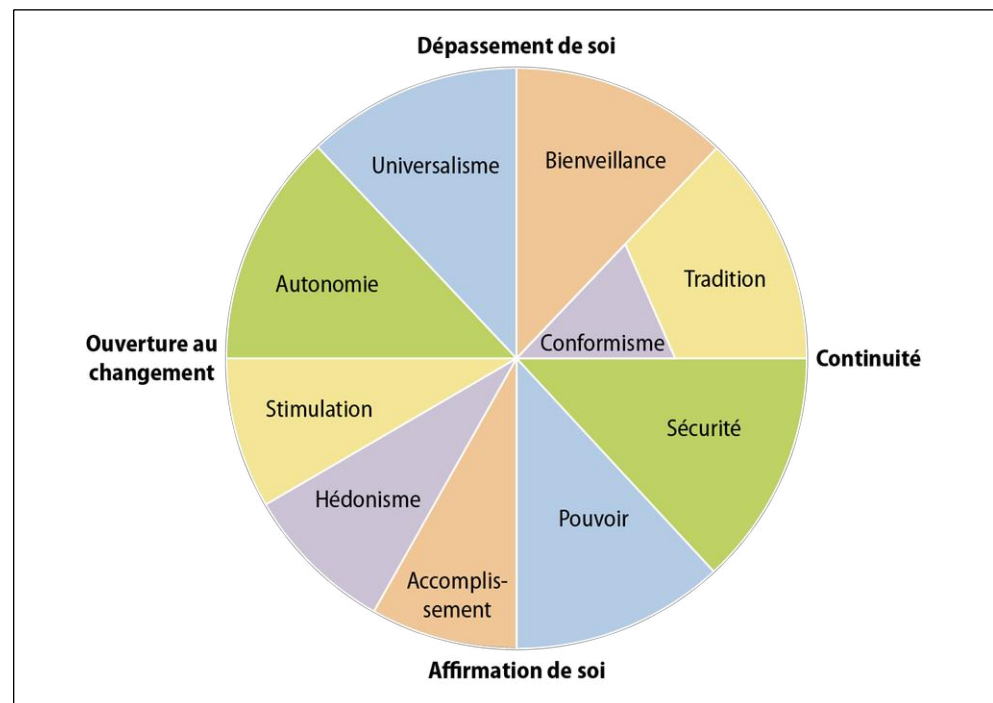 Dépassement de soi
Universalisme
Bienveillance
Autonomie
Tradition
Conformisme
Ouverture au
changement
Continuité
Stimulation
Sécurité
Hédonisme
Pouvoir
Accomplis-
sement
Affirmation de soi